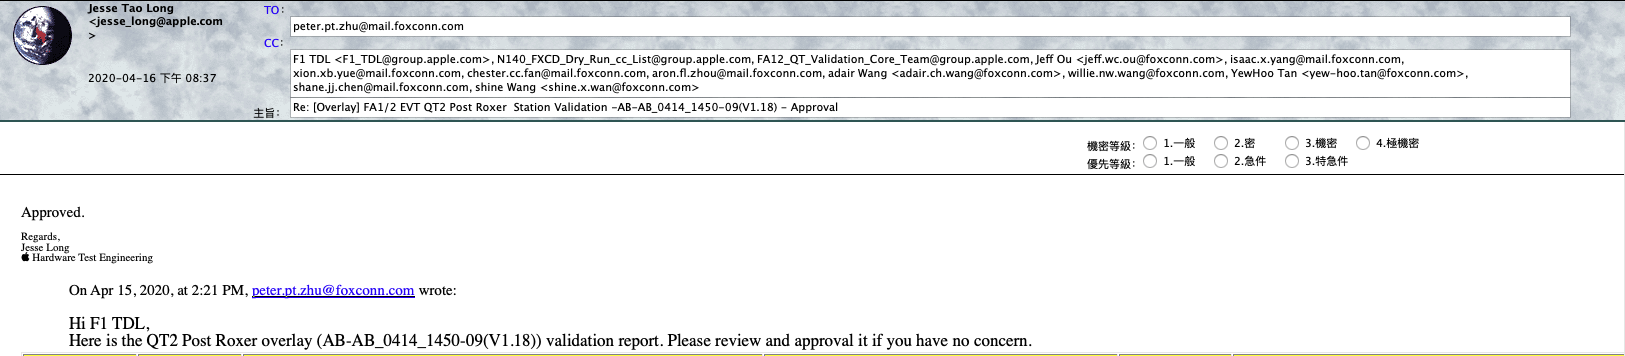 Jesse Tao Long
<jesse_long@apple.com
>
2020-04-16 下午 08:37
TO:
peter.pt.zhu@mail.foxconn.com
CC:
F1 TDL <F1_TDL@group.apple.com>, N140_FXCD_Dry_Run_cc_List@group.apple.com, FA12_QT_Validation_Core_Team@group.apple.com, Jeff Ou <jeff.wc.ou@foxconn.com>, isaac.x.yang@mail.foxconn.com,
xion.xb.yue@mail.foxconn.com, chester.cc.fan@mail.foxconn.com, aron.fl.zhou@mail.foxconn.com, adair Wang <adair.ch.wang@foxconn.com>, willie.nw.wang@foxconn.com, YewHoo Tan <yew-hoo.tan@foxconn.com>,
shane.jj.chen@mail.foxconn.com, shine Wang <shine.x.wan@foxconn.com>
主旨:
Re: [Overlay] FA1/2 EVT QT2 Post Roxer  Station Validation -AB-AB_0414_1450-09(V1.18) - Approval
機密等級: 1.一般 2.密 3.機密 4.極機密
優先等級: 1.一般 2.急件 3.特急件
Approved.
Regards,
Jesse Long
Hardware Test Engineering
On Apr 15, 2020, at 2:21 PM, peter.pt.zhu@foxconn.com wrote:
Hi F1 TDL,
Here is the QT2 Post Roxer overlay (AB-AB_0414_1450-09(V1.18)) validation report. Please review and approval it if you have no concern.